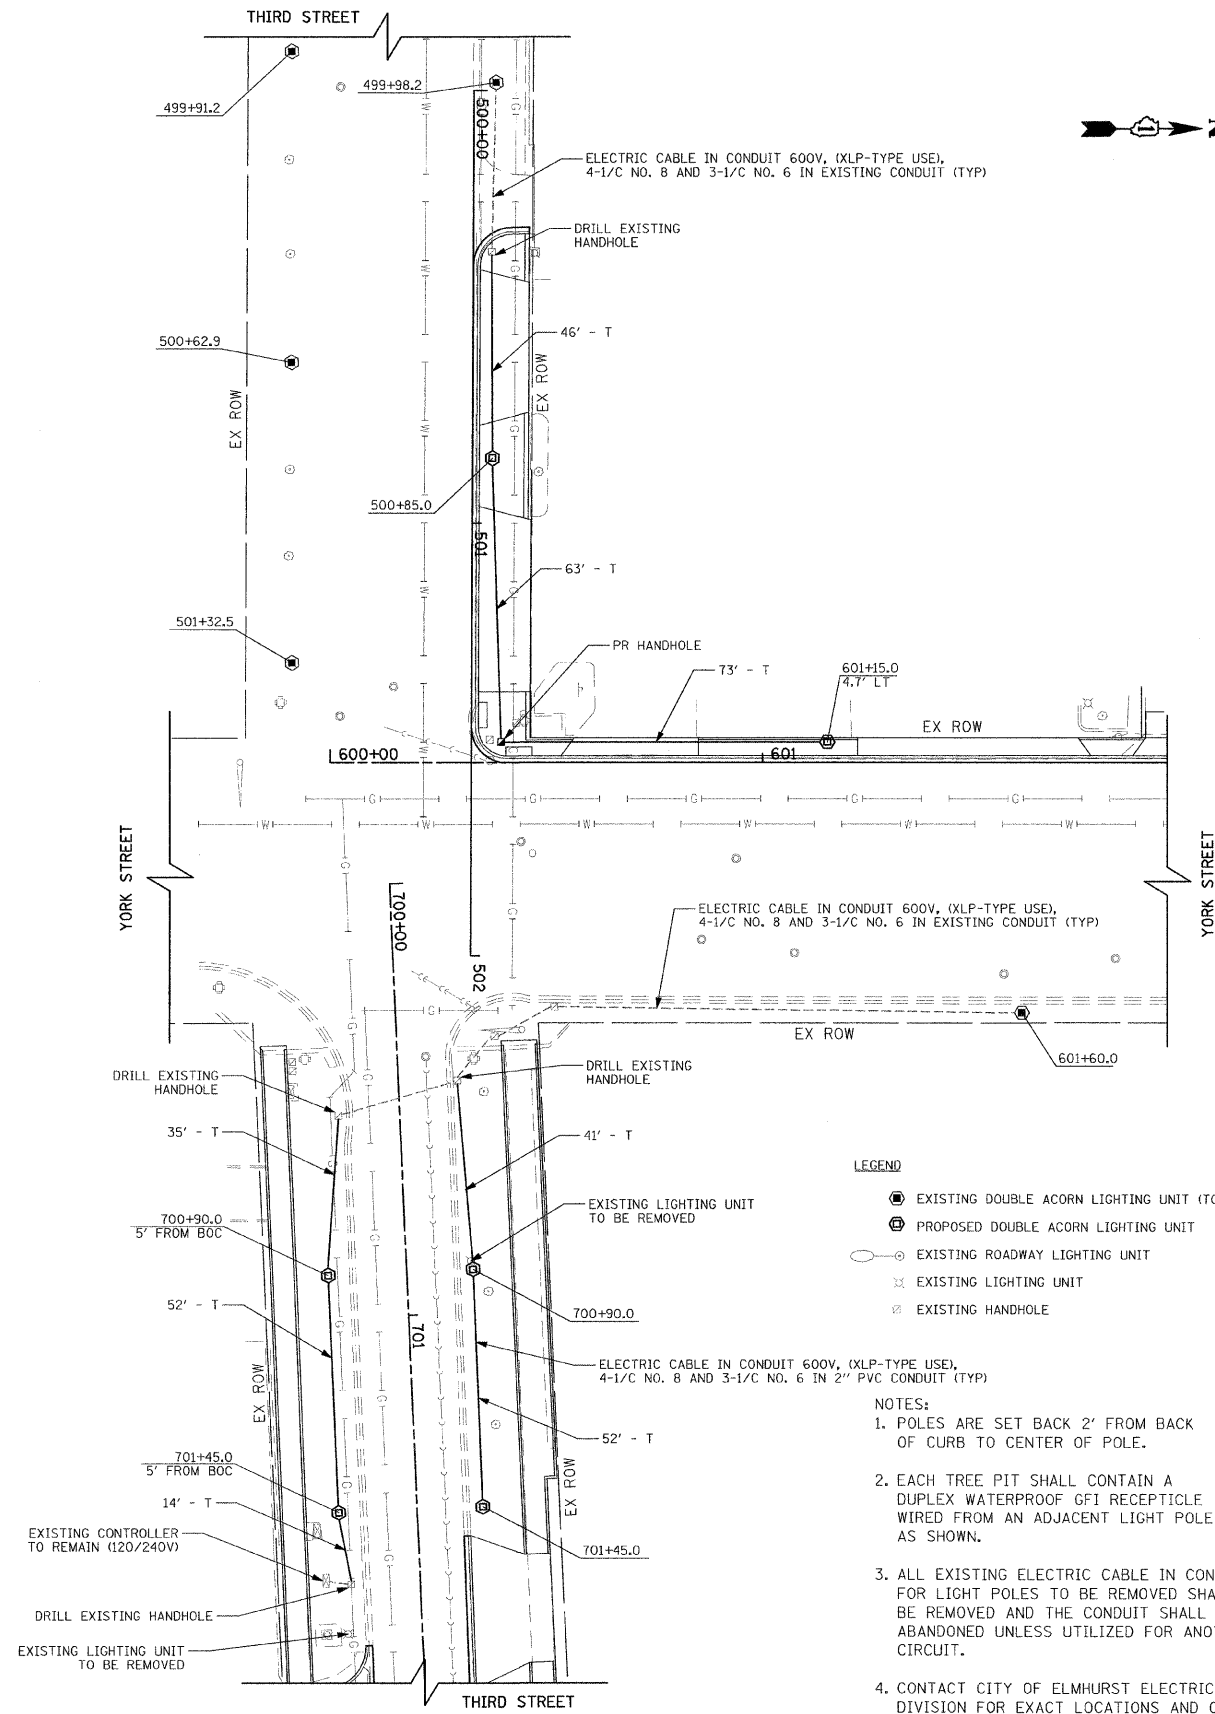 THIRD STREET
499+91.2
499+98.2
500+00
ELECTRIC CABLE IN CONDUIT 600V, (XLP-TYPE USE),
4-1/C NO. 8 AND 3-1/C NO. 6 IN EXISTING CONDUIT (TYP)
DRILL EXISTING
HANDHOLE
46' - T
500+62.9
EX ROW
EX ROW
500+85.0
501
63' - T
501+32.5
PR HANDHOLE
73' - T
601+15.0
4.7' LT
EX ROW
600+00
601
YORK STREET
YORK STREET
700+00
ELECTRIC CABLE IN CONDUIT 600V, (XLP-TYPE USE),
4-1/C NO. 8 AND 3-1/C NO. 6 IN EXISTING CONDUIT (TYP)
502
EX ROW
601+60.0
DRILL EXISTING
HANDHOLE
DRILL EXISTING
HANDHOLE
35' - T
41' - T
LEGEND
EXISTING DOUBLE ACORN LIGHTING UNIT (TO
PROPOSED DOUBLE ACORN LIGHTING UNIT
EXISTING ROADWAY LIGHTING UNIT
EXISTING LIGHTING UNIT
EXISTING HANDHOLE
EXISTING LIGHTING UNIT
TO BE REMOVED
700+90.0
5' FROM BOC
52' - T
700+90.0
701
ELECTRIC CABLE IN CONDUIT 600V, (XLP-TYPE USE),
4-1/C NO. 8 AND 3-1/C NO. 6 IN 2" PVC CONDUIT (TYP)
EX ROW
52' - T
EX ROW
701+45.0
5' FROM BOC
14' - T
701+45.0
EXISTING CONTROLLER
TO REMAIN (120/240V)
DRILL EXISTING HANDHOLE
EXISTING LIGHTING UNIT
TO BE REMOVED
THIRD STREET
NOTES:
1. POLES ARE SET BACK 2' FROM BACK
OF CURB TO CENTER OF POLE.
2. EACH TREE PIT SHALL CONTAIN A
DUPLEX WATERPROOF GFI RECEPTICLE
WIRED FROM AN ADJACENT LIGHT POLE
AS SHOWN.
3. ALL EXISTING ELECTRIC CABLE IN CON
FOR LIGHT POLES TO BE REMOVED SHA
BE REMOVED AND THE CONDUIT SHALL
ABANDONED UNLESS UTILIZED FOR ANOT
CIRCUIT.
4. CONTACT CITY OF ELMHURST ELECTRIC
DIVISION FOR EXACT LOCATIONS AND C